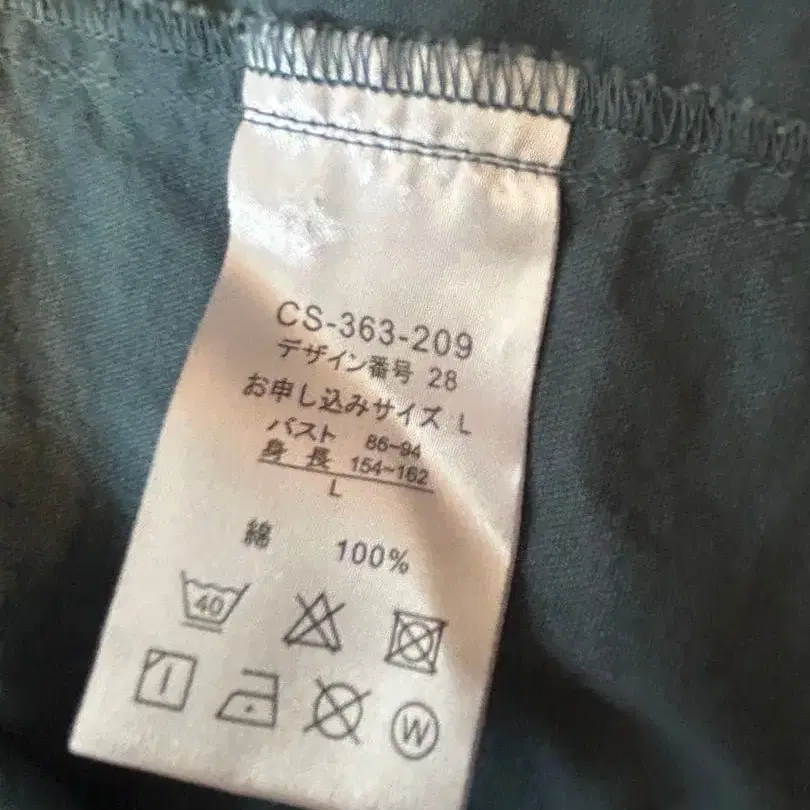 CS-363-209
デザイン番号 28
お申し込みサイズ L
バスト 86~94
身長 154~162
L
綿 100%
40
W